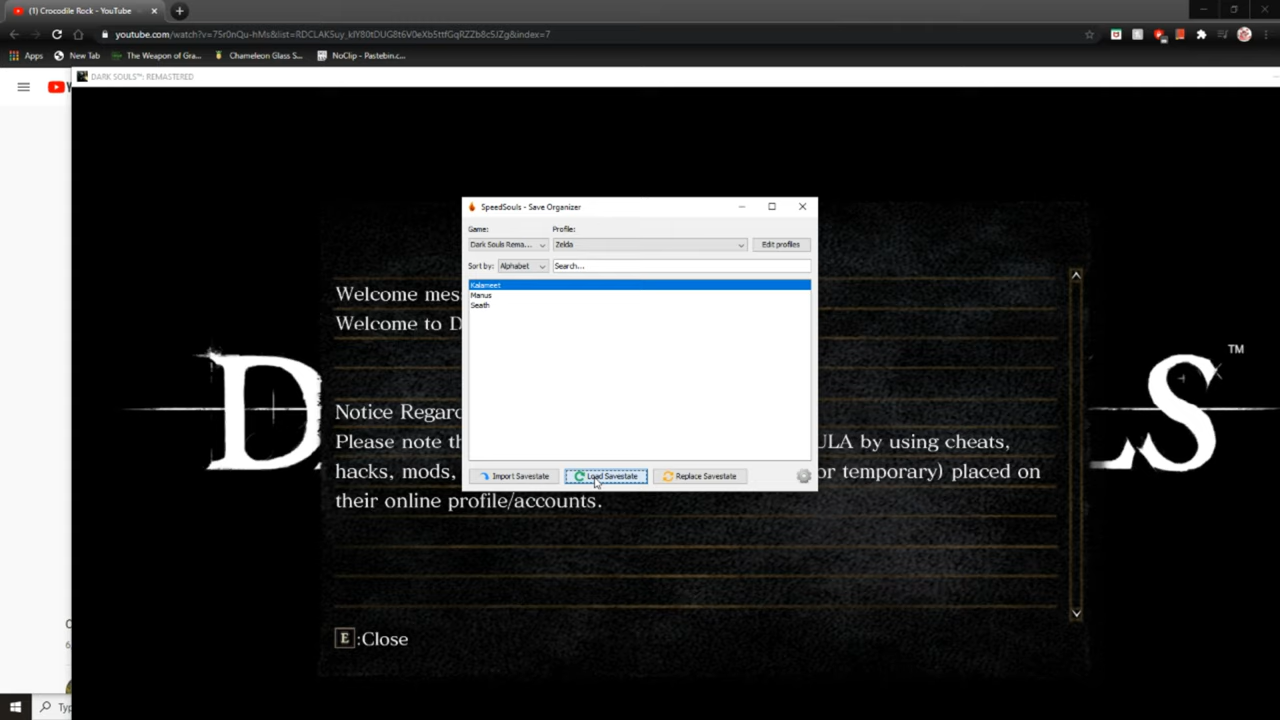 (1) Crocodile Rock - YouTube
youtube.com/watch?v=75r0nQu-hMs&list=RDCLAK5uy_kIY80tDUG8t6V0eXb5ttfGqRZZb8c5JZg&index=7
Apps New Tab The Weapon of Gra... Chameleon Glass S... NoClip - Pastebin.c...
DARK SOULS™: REMASTERED
SpeedSouls - Save Organizer
Game: Profile:
Dark Souls Rema... Zelda Edit profiles
Sort by: Alphabet Search...
Kalameet
Manus
Seath
Import Savestate Load Savestate Replace Savestate
Welcome mes
Welcome to D
D LS™
Notice Regard
Please note th ULA by using cheats,
hacks, mods, or temporary) placed on
their online profile/accounts.
E:Close
Typ